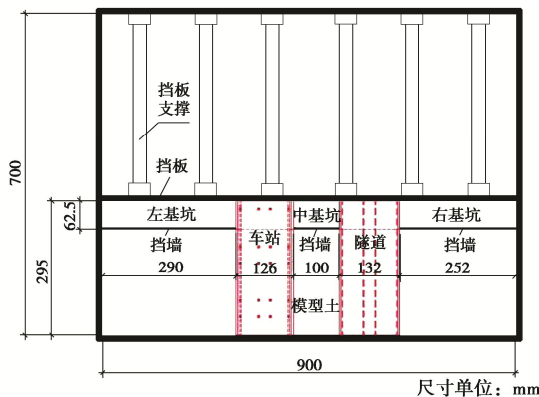 挡板
支撑
挡板
700
62.5
左基坑
中基坑
右基坑
车站
隧道
挡墙
挡墙
挡墙
290
126
100
132
252
295
模型土
900
尺寸单位：mm